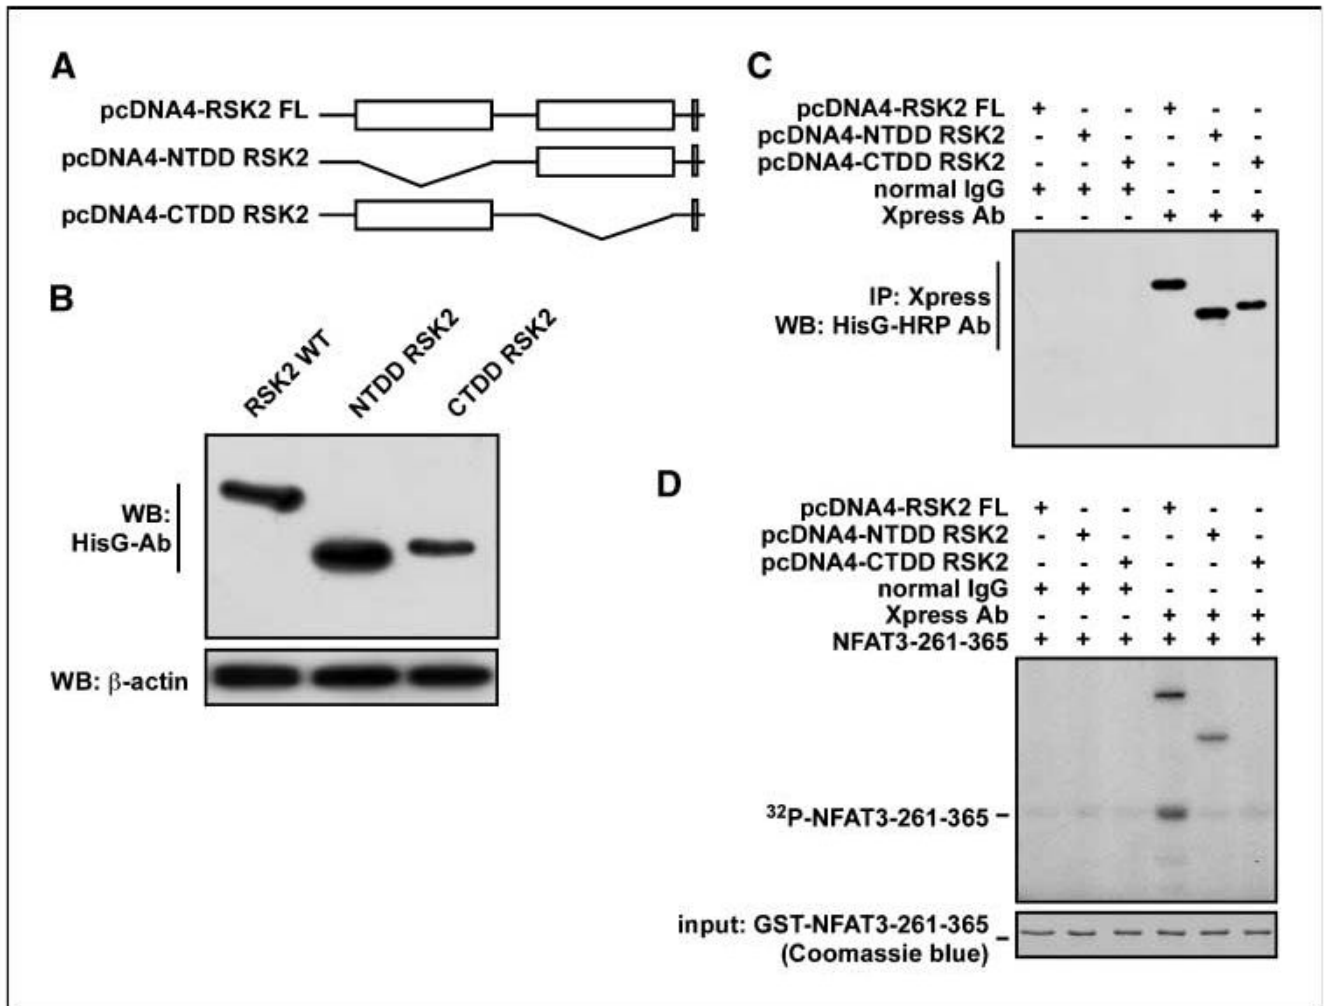 A
pcDNA4-RSK2 FL
pcDNA4-NTDD RSK2
pcDNA4-CTDD RSK2
B
RSK2 WT
NTDD RSK2
CTDD RSK2
WB:
HisG-Ab
WB: β-actin
C
pcDNA4-RSK2 FL + - - + - -
pcDNA4-NTDD RSK2 - + - - + -
pcDNA4-CTDD RSK2 - - + - - +
normal IgG + + + - - -
Xpress Ab - - - + + +
IP: Xpress
WB: HisG-HRP Ab
D
pcDNA4-RSK2 FL + - - + - -
pcDNA4-NTDD RSK2 - + - - + -
pcDNA4-CTDD RSK2 - - + - - +
normal IgG + + + - - -
Xpress Ab - - - + + +
NFAT3-261-365 + + + + + +
³²P-NFAT3-261-365 –
input: GST-NFAT3-261-365 –
(Coomassie blue)